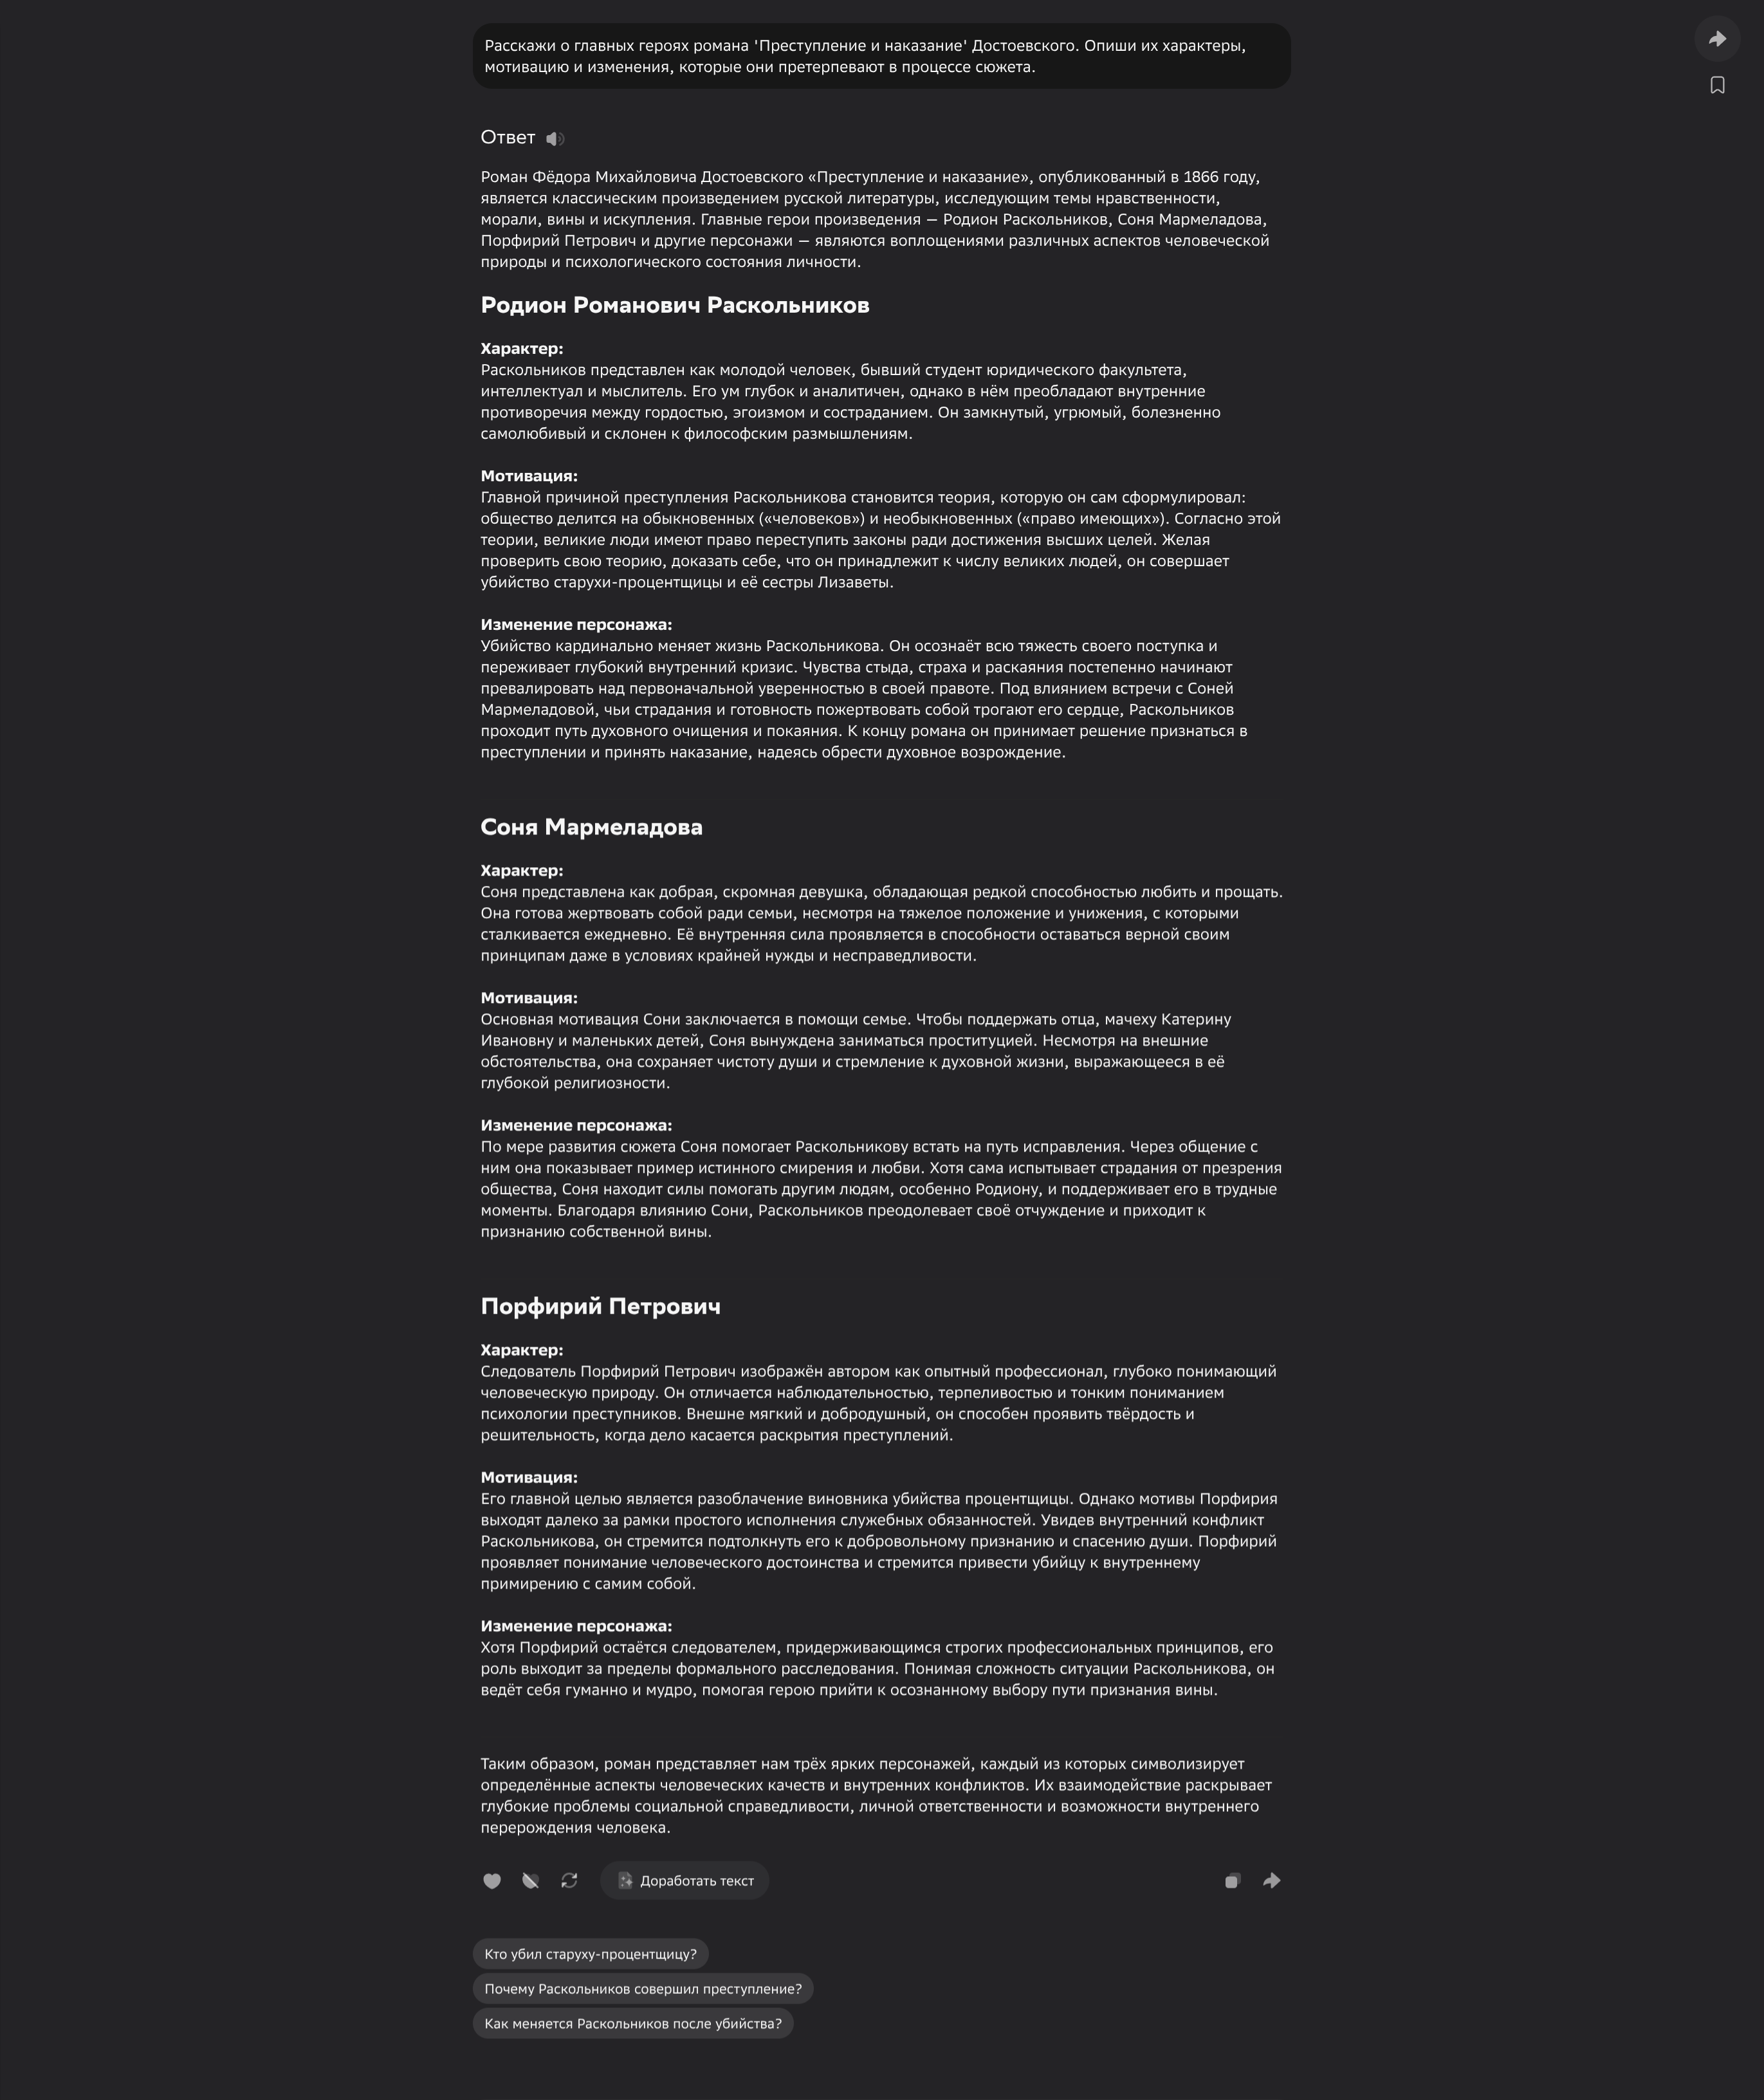 Расскажи о главных героях романа 'Преступление и наказание' Достоевского. Опиши их характеры,
мотивацию и изменения, которые они претерпевают в процессе сюжета.
Ответ
Роман Фёдора Михайловича Достоевского «Преступление и наказание», опубликованный в 1866 году,
является классическим произведением русской литературы, исследующим темы нравственности,
морали, вины и искупления. Главные герои произведения — Родион Раскольников, Соня Мармеладова,
Порфирий Петрович и другие персонажи — являются воплощениями различных аспектов человеческой
природы и психологического состояния личности.
Родион Романович Раскольников
Характер:
Раскольников представлен как молодой человек, бывший студент юридического факультета,
интеллектуал и мыслитель. Его ум глубок и аналитичен, однако в нём преобладают внутренние
противоречия между гордостью, эгоизмом и состраданием. Он замкнутый, угрюмый, болезненно
самолюбивый и склонен к философским размышлениям.
Мотивация:
Главной причиной преступления Раскольникова становится теория, которую он сам сформулировал:
общество делится на обыкновенных («человеков») и необыкновенных («право имеющих»). Согласно этой
теории, великие люди имеют право переступить законы ради достижения высших целей. Желая
проверить свою теорию, доказать себе, что он принадлежит к числу великих людей, он совершает
убийство старухи-процентщицы и её сестры Лизаветы.
Изменение персонажа:
Убийство кардинально меняет жизнь Раскольникова. Он осознаёт всю тяжесть своего поступка и
переживает глубокий внутренний кризис. Чувства стыда, страха и раскаяния постепенно начинают
превалировать над первоначальной уверенностью в своей правоте. Под влиянием встречи с Соней
Мармеладовой, чьи страдания и готовность пожертвовать собой трогают его сердце, Раскольников
проходит путь духовного очищения и покаяния. К концу романа он принимает решение признаться в
преступлении и принять наказание, надеясь обрести духовное возрождение.
Соня Мармеладова
Характер:
Соня представлена как добрая, скромная девушка, обладающая редкой способностью любить и прощать.
Она готова жертвовать собой ради семьи, несмотря на тяжелое положение и унижения, с которыми
сталкивается ежедневно. Её внутренняя сила проявляется в способности оставаться верной своим
принципам даже в условиях крайней нужды и несправедливости.
Мотивация:
Основная мотивация Сони заключается в помощи семье. Чтобы поддержать отца, мачеху Катерину
Ивановну и маленьких детей, Соня вынуждена заниматься проституцией. Несмотря на внешние
обстоятельства, она сохраняет чистоту души и стремление к духовной жизни, выражающееся в её
глубокой религиозности.
Изменение персонажа:
По мере развития сюжета Соня помогает Раскольникову встать на путь исправления. Через общение с
ним она показывает пример истинного смирения и любви. Хотя сама испытывает страдания от презрения
общества, Соня находит силы помогать другим людям, особенно Родиону, и поддерживает его в трудные
моменты. Благодаря влиянию Сони, Раскольников преодолевает своё отчуждение и приходит к
признанию собственной вины.
Порфирий Петрович
Характер:
Следователь Порфирий Петрович изображён автором как опытный профессионал, глубоко понимающий
человеческую природу. Он отличается наблюдательностью, терпеливостью и тонким пониманием
психологии преступников. Внешне мягкий и добродушный, он способен проявить твёрдость и
решительность, когда дело касается раскрытия преступлений.
Мотивация:
Его главной целью является разоблачение виновника убийства процентщицы. Однако мотивы Порфирия
выходят далеко за рамки простого исполнения служебных обязанностей. Увидев внутренний конфликт
Раскольникова, он стремится подтолкнуть его к добровольному признанию и спасению души. Порфирий
проявляет понимание человеческого достоинства и стремится привести убийцу к внутреннему
примирению с самим собой.
Изменение персонажа:
Хотя Порфирий остаётся следователем, придерживающимся строгих профессиональных принципов, его
роль выходит за пределы формального расследования. Понимая сложность ситуации Раскольникова, он
ведёт себя гуманно и мудро, помогая герою прийти к осознанному выбору пути признания вины.
Таким образом, роман представляет нам трёх ярких персонажей, каждый из которых символизирует
определённые аспекты человеческих качеств и внутренних конфликтов. Их взаимодействие раскрывает
глубокие проблемы социальной справедливости, личной ответственности и возможности внутреннего
перерождения человека.
Доработать текст
Кто убил старуху-процентщицу?
Почему Раскольников совершил преступление?
Как меняется Раскольников после убийства?